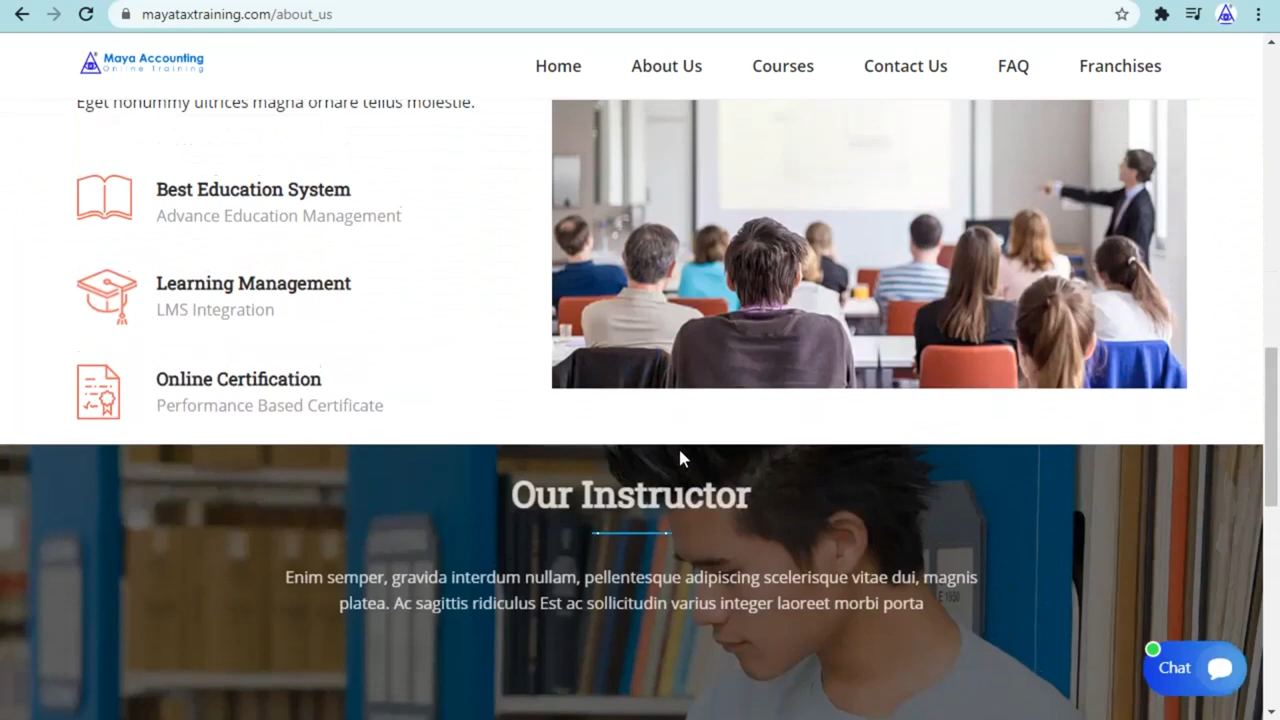 mayataxtraining.com/about_us
Maya Accounting
Online Training
Home About Us Courses Contact Us FAQ Franchises
Eget nonummy ultrices magna ornare tellus molestie.
Best Education System
Advance Education Management
Learning Management
LMS Integration
Online Certification
Performance Based Certificate
Our Instructor
Enim semper, gravida interdum nullam, pellentesque adipiscing scelerisque vitae dui, magnis
platea. Ac sagittis ridiculus Est ac sollicitudin varius integer laoreet morbi porta
E 1950
Chat